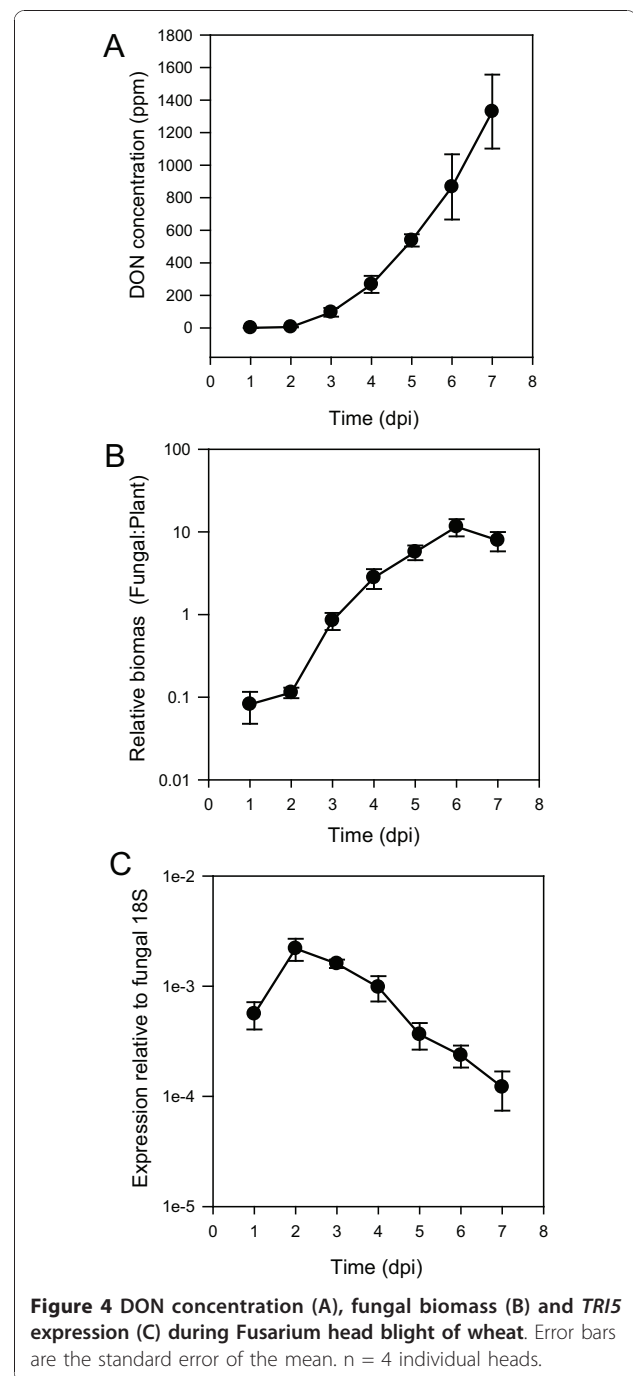 A
1800
1600
1400
1200
1000
800
600
400
200
0
DON concentration (ppm)
0 1 2 3 4 5 6 7 8
Time (dpi)
B
100
10
1
0.1
0.01
Relative biomas (Fungal:Plant)
0 1 2 3 4 5 6 7 8
Time (dpi)
C
1e-2
1e-3
1e-4
1e-5
Expression relative to fungal 18S
0 1 2 3 4 5 6 7 8
Time (dpi)
Figure 4 DON concentration (A), fungal biomass (B) and TRI5
expression (C) during Fusarium head blight of wheat. Error bars
are the standard error of the mean. n = 4 individual heads.